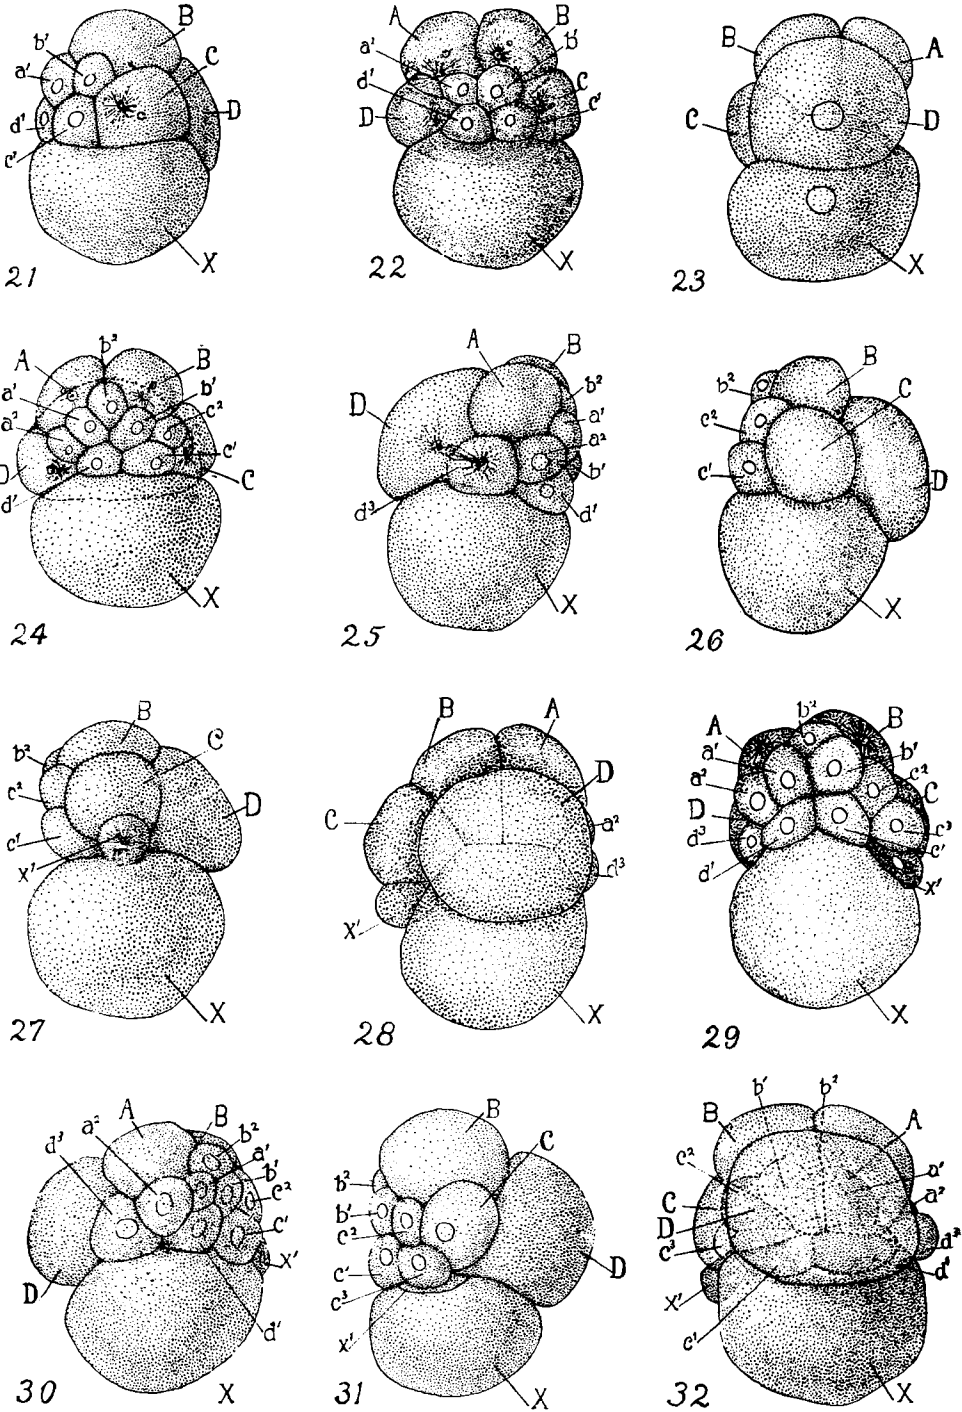 B
b'
C
a'
D
d'
c'
X
21
A
B
a'
b'
d'
C
D
c'
X
22
B
A
C
D
X
23
b²
A
B
a'
b'
a²
c²
D
c'
C
d'
X
24
A
B
D
b²
a'
a²
b'
d³
d'
X
25
B
b²
C
c²
c'
D
X
26
B
C
b²
c²
D
c'
x'
X
27
B
A
D
C
a²
d³
X'
X
28
b²
A
B
a'
b'
a²
c²
D
C
d³
c³
c'
d'
X'
X
29
A
B
a²
b²
d³
a'
b'
c²
c'
X'
D
d'
X
30
B
C
b²
b'
c²
c'
D
c³
x'
X
31
b'
b²
B
A
c²
a'
C
a²
D
d²
c³
d'
X'
c'
X
32